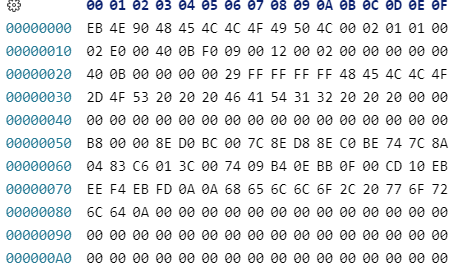 00 01 02 03 04 05 06 07 08 09 0A 0B 0C 0D 0E 0F
00000000 EB 4E 90 48 45 4C 4C 4F 49 50 4C 00 02 01 01 00
00000010 02 E0 00 40 0B F0 09 00 12 00 02 00 00 00 00 00
00000020 40 0B 00 00 00 00 29 FF FF FF FF 48 45 4C 4C 4F
00000030 2D 4F 53 20 20 20 46 41 54 31 32 20 20 20 00 00
00000040 00 00 00 00 00 00 00 00 00 00 00 00 00 00 00 00
00000050 B8 00 00 8E D0 BC 00 7C 8E D8 8E C0 BE 74 7C 8A
00000060 04 83 C6 01 3C 00 74 09 B4 0E BB 0F 00 CD 10 EB
00000070 EE F4 EB FD 0A 0A 68 65 6C 6C 6F 2C 20 77 6F 72
00000080 6C 64 0A 00 00 00 00 00 00 00 00 00 00 00 00 00
00000090 00 00 00 00 00 00 00 00 00 00 00 00 00 00 00 00
000000A0 00 00 00 00 00 00 00 00 00 00 00 00 00 00 00 00